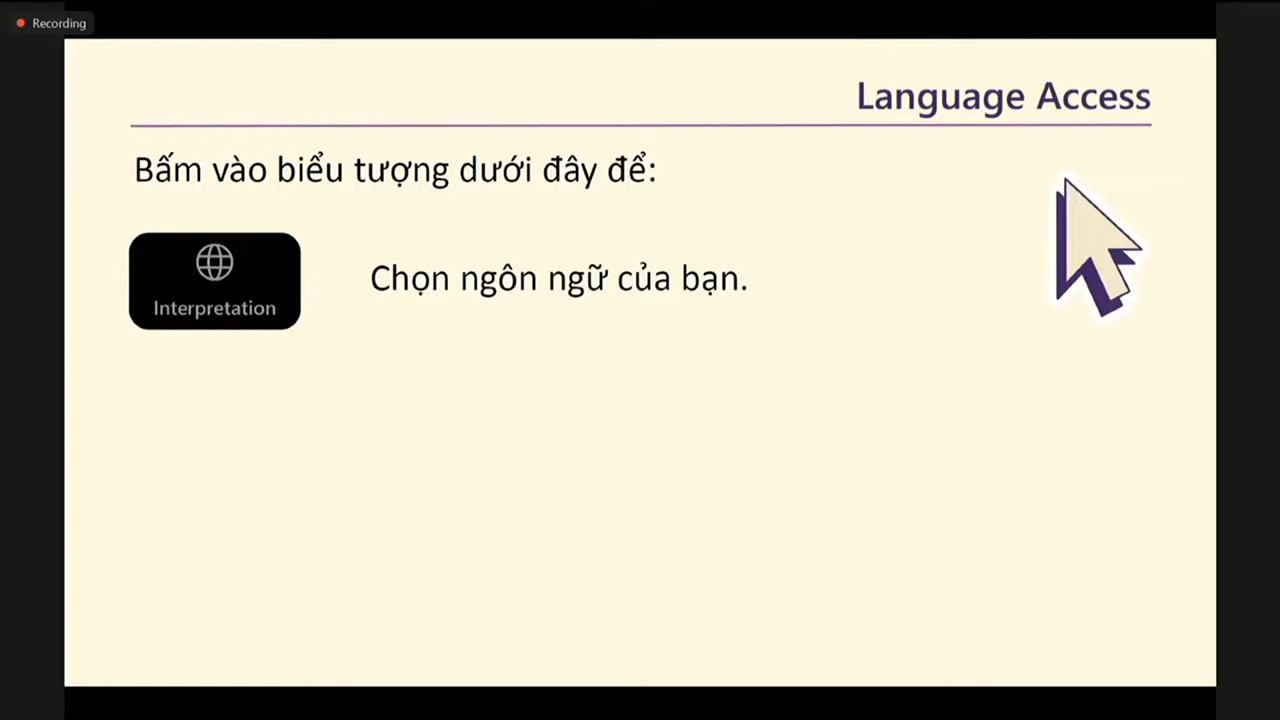 Recording
Language Access
Bấm vào biểu tượng dưới đây để:
Interpretation
Chọn ngôn ngữ của bạn.